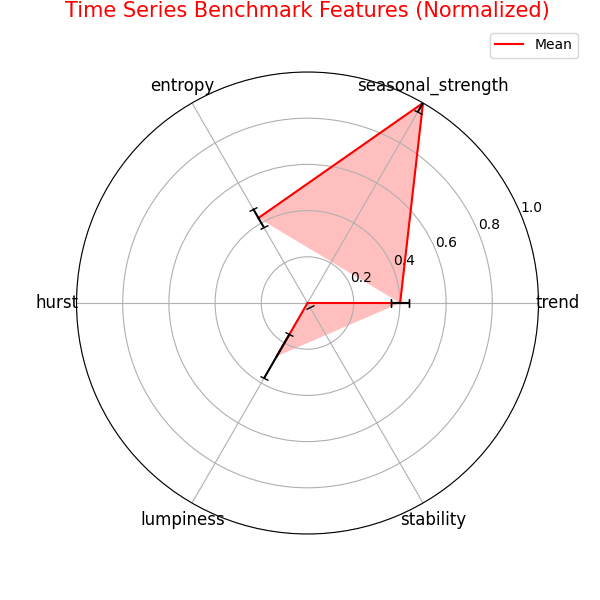 Time Series Benchmark Features (Normalized)
Mean
entropy
seasonal_strength
1.0
0.8
0.6
0.4
0.2
hurst
trend
lumpiness
stability